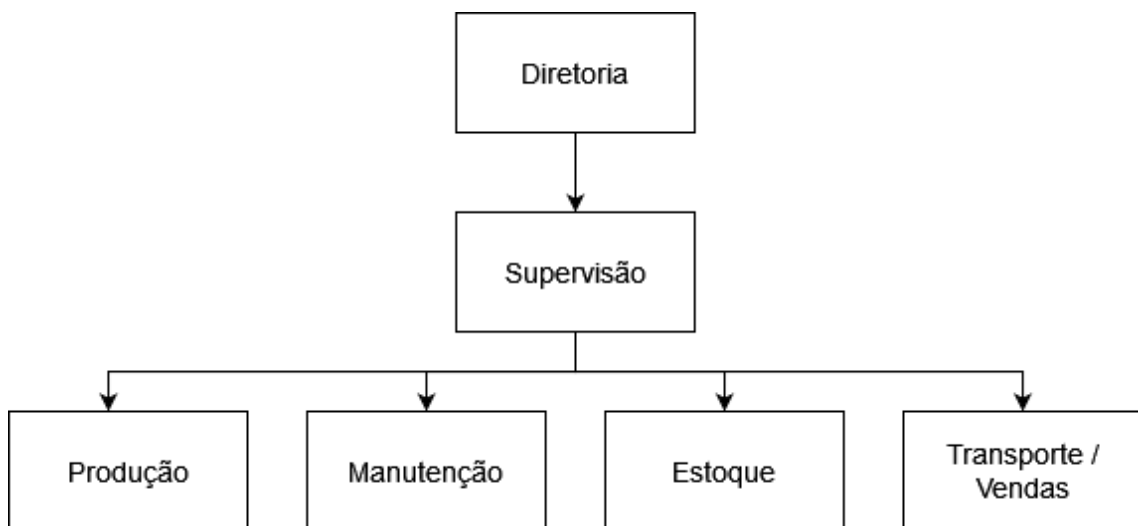 Diretoria
Supervisão
Produção
Manutenção
Estoque
Transporte /
Vendas